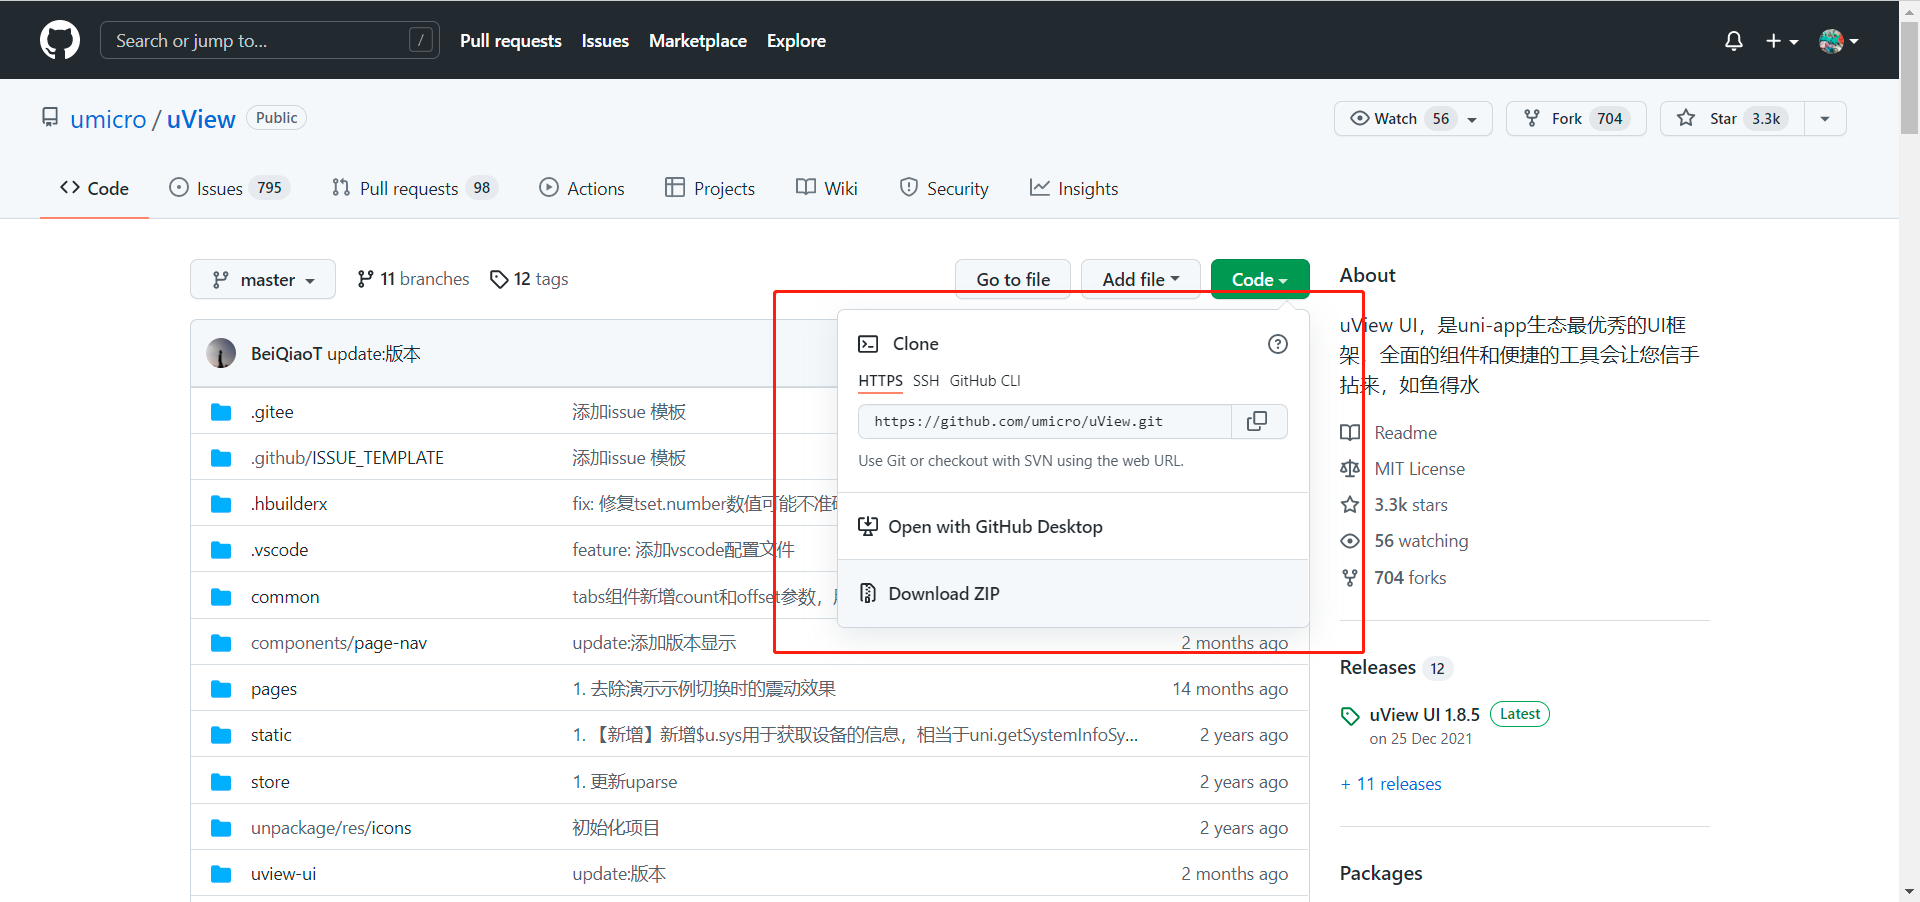 Search or jump to... /
Pull requests Issues Marketplace Explore
umicro / uView Public
Watch 56 Fork 704 Star 3.3k
Code Issues 795 Pull requests 98 Actions Projects Wiki Security Insights
master 11 branches 12 tags Go to file Add file Code
BeiQiaoT update:版本
Clone
HTTPS SSH GitHub CLI
https://github.com/umicro/uView.git
Use Git or checkout with SVN using the web URL.
Open with GitHub Desktop
Download ZIP
.gitee 添加issue 模板
.github/ISSUE_TEMPLATE 添加issue 模板
.hbuilderx fix: 修复tset.number数值可能不准
.vscode feature: 添加vscode配置文件
common tabs组件新增count和offset参数，
components/page-nav update:添加版本显示 2 months ago
pages 1. 去除演示示例切换时的震动效果 14 months ago
static 1. 【新增】新增$u.sys用于获取设备的信息，相当于uni.getSystemInfoSy... 2 years ago
store 1. 更新uparse 2 years ago
unpackage/res/icons 初始化项目 2 years ago
uview-ui update:版本 2 months ago
About
uView UI，是uni-app生态最优秀的UI框
架，全面的组件和便捷的工具会让您信手
拈来，如鱼得水
Readme
MIT License
3.3k stars
56 watching
704 forks
Releases 12
uView UI 1.8.5 Latest
on 25 Dec 2021
+ 11 releases
Packages